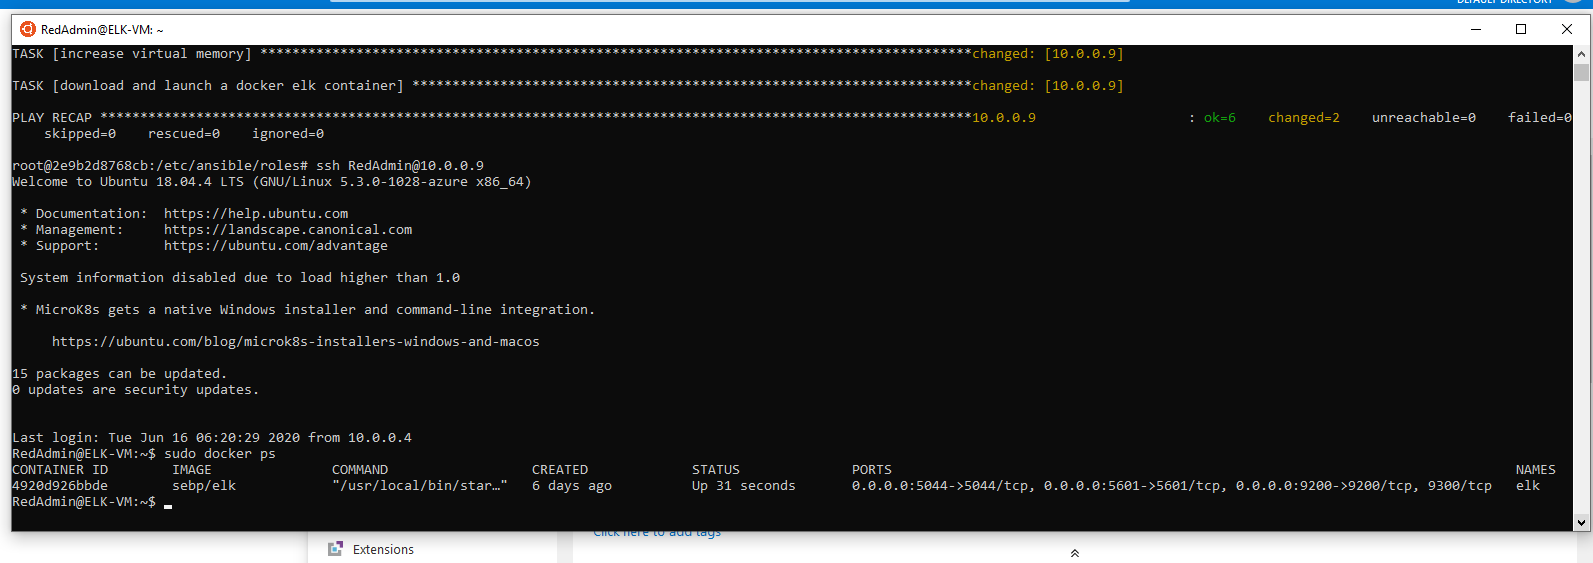 DEFAULT DIRECTORY
RedAdmin@ELK-VM: ~
TASK [increase virtual memory] *****************************************************************************************changed: [10.0.0.9]
TASK [download and launch a docker elk container] **********************************************************************changed: [10.0.0.9]
PLAY RECAP *************************************************************************************************************10.0.0.9                   : ok=6    changed=2    unreachable=0    failed=0
    skipped=0    rescued=0    ignored=0
root@2e9b2d8768cb:/etc/ansible/roles# ssh RedAdmin@10.0.0.9
Welcome to Ubuntu 18.04.4 LTS (GNU/Linux 5.3.0-1028-azure x86_64)
 * Documentation:  https://help.ubuntu.com
 * Management:     https://landscape.canonical.com
 * Support:        https://ubuntu.com/advantage
 System information disabled due to load higher than 1.0
 * MicroK8s gets a native Windows installer and command-line integration.
     https://ubuntu.com/blog/microk8s-installers-windows-and-macos
15 packages can be updated.
0 updates are security updates.
Last login: Tue Jun 16 06:20:29 2020 from 10.0.0.4
RedAdmin@ELK-VM:~$ sudo docker ps
CONTAINER ID        IMAGE               COMMAND                  CREATED             STATUS              PORTS                                                                              NAMES
4920d926bbde        sebp/elk            "/usr/local/bin/star…"   6 days ago          Up 31 seconds       0.0.0.0:5044->5044/tcp, 0.0.0.0:5601->5601/tcp, 0.0.0.0:9200->9200/tcp, 9300/tcp   elk
RedAdmin@ELK-VM:~$
Click here to add tags
Extensions